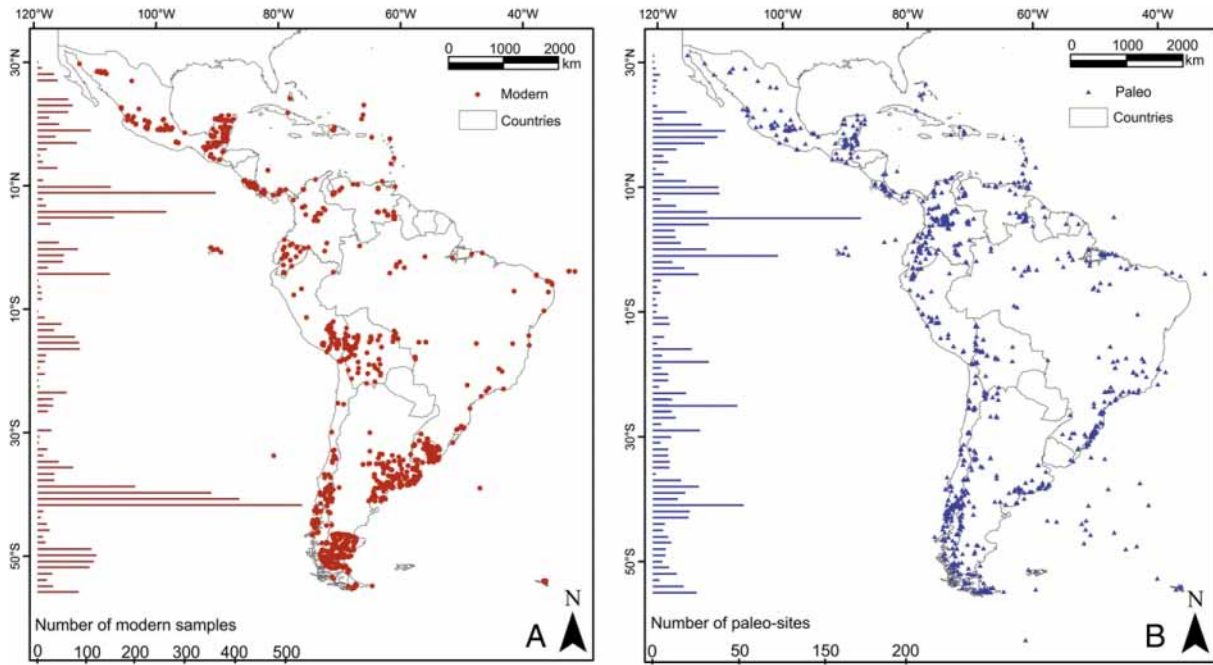 120°W 100°W 80°W 60°W 40°W
30°N
10°N
10°S
30°S
50°S
0 1000 2000
km
Modern
Countries
N
A
Number of modern samples
0 100 200 300 400 500
120°W 100°W 80°W 60°W 40°W
30°N
10°N
10°S
30°S
50°S
0 1000 2000
km
Paleo
Countries
N
B
Number of paleo-sites
0 50 100 150 200